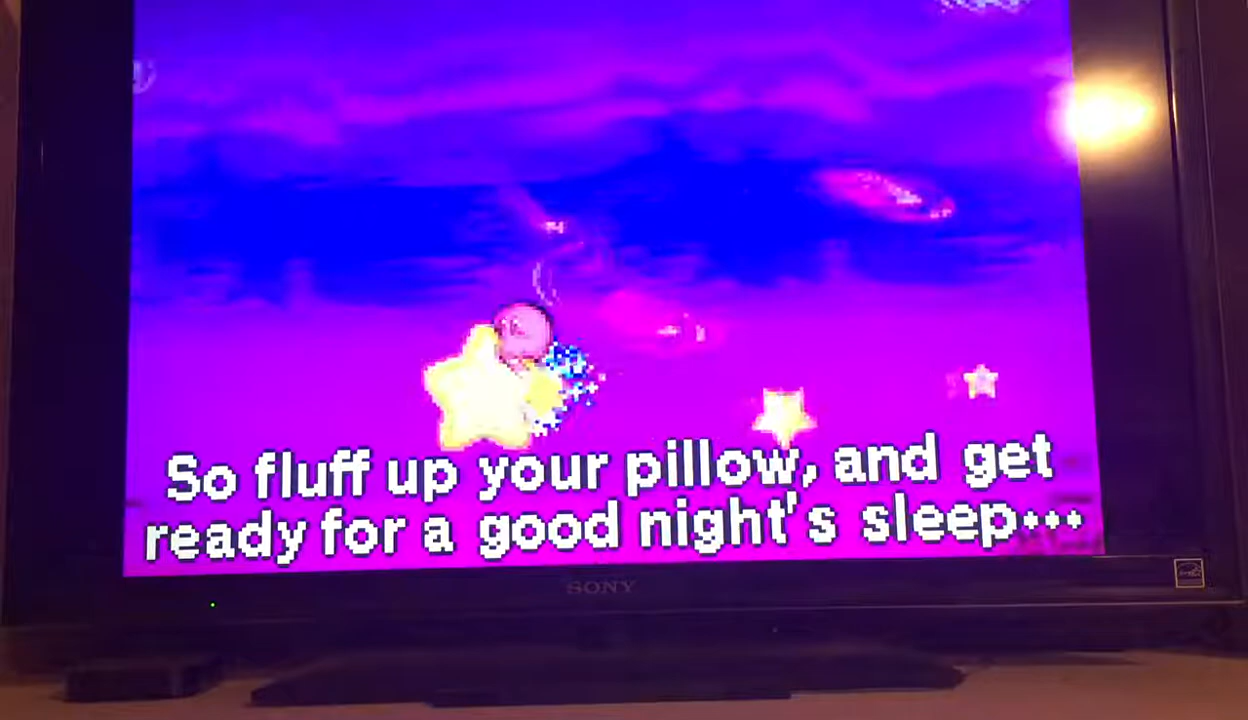 So fluff up your pillow, and get
ready for a good night's sleep•••
SONY